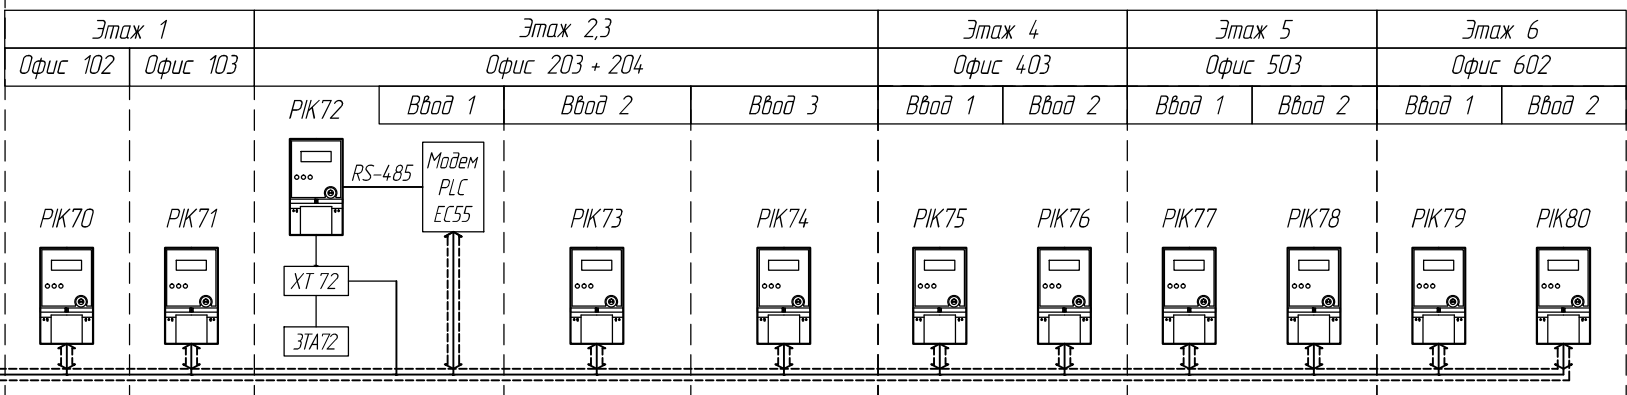 Этаж 1 Этаж 2,3 Этаж 4 Этаж 5 Этаж 6
Офис 102 Офис 103 Офис 203 + 204 Офис 403 Офис 503 Офис 602
PIK72 Ввод 1 Ввод 2 Ввод 3 Ввод 1 Ввод 2 Ввод 1 Ввод 2 Ввод 1 Ввод 2
RS-485
Модем
PLC
EC55
PIK70 PIK71 PIK73 PIK74 PIK75 PIK76 PIK77 PIK78 PIK79 PIK80
XT 72
3TA72